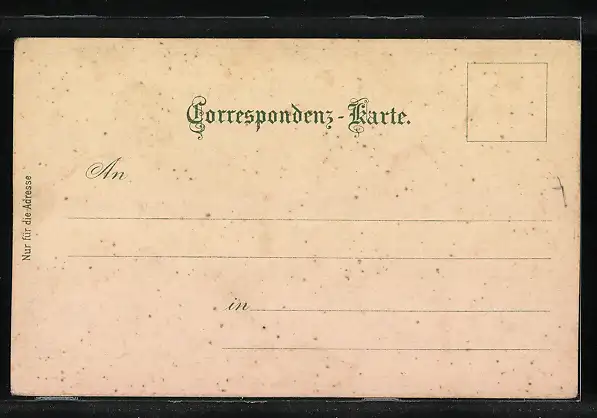 Correspondenz-Karte.
An
in
Nur für die Adresse